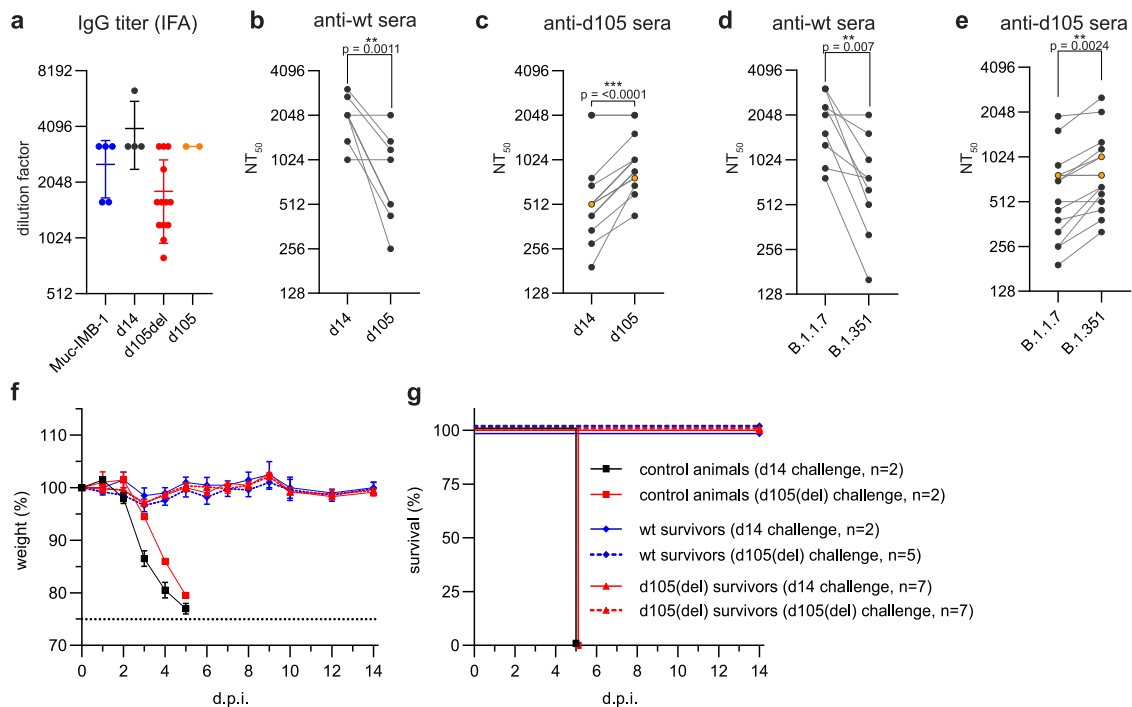 a
IgG titer (IFA)
dilution factor
8192
4096
2048
1024
512
Muc-IMB-1
d14
d105del
d105
b
anti-wt sera
**
p = 0.0011
NT50
4096
2048
1024
512
256
128
d14
d105
c
anti-d105 sera
***
p = <0.0001
NT50
4096
2048
1024
512
256
128
d14
d105
d
anti-wt sera
**
p = 0.007
NT50
4096
2048
1024
512
256
128
B.1.1.7
B.1.351
e
anti-d105 sera
**
p = 0.0024
NT50
4096
2048
1024
512
256
128
B.1.1.7
B.1.351
f
weight (%)
110
100
90
80
70
0
2
4
6
8
10
12
14
d.p.i.
g
survival (%)
100
75
50
25
0
0
2
4
6
8
10
12
14
d.p.i.
control animals (d14 challenge, n=2)
control animals (d105(del) challenge, n=2)
wt survivors (d14 challenge, n=2)
wt survivors (d105(del) challenge, n=5)
d105(del) survivors (d14 challenge, n=7)
d105(del) survivors (d105(del) challenge, n=7)